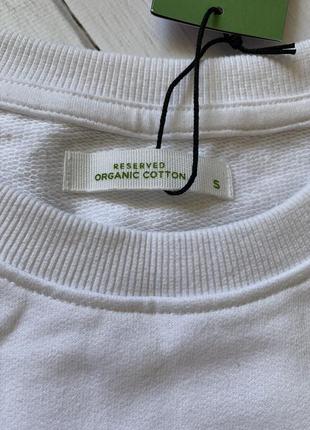 RESERVED
ORGANIC COTTON
S